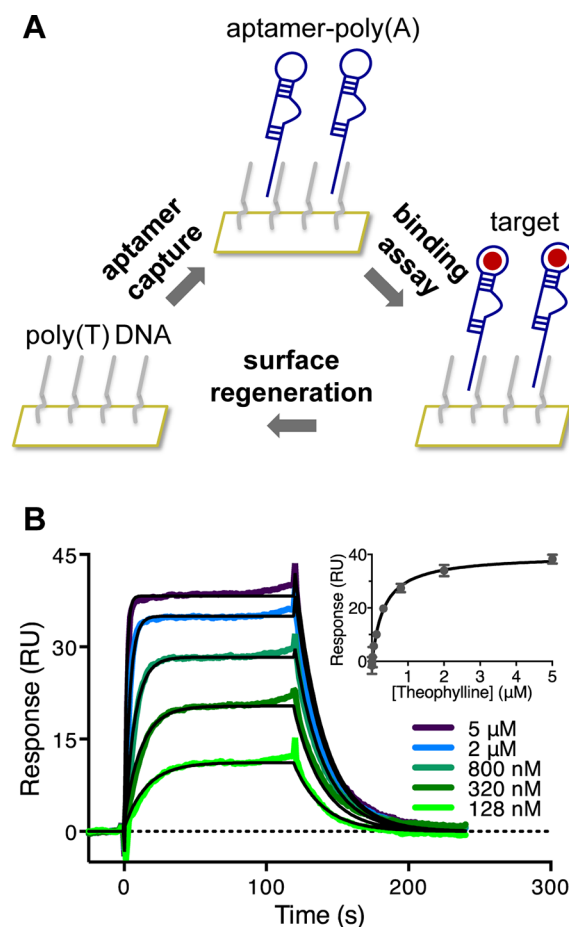 A
aptamer-poly(A)
aptamer
capture
binding
assay
target
poly(T) DNA
surface
regeneration
B
45
30
15
0
Response (RU)
0
100
200
300
Time (s)
40
20
0
Response (RU)
0
1
2
3
4
5
[Theophylline] (µM)
5 µM
2 µM
800 nM
320 nM
128 nM